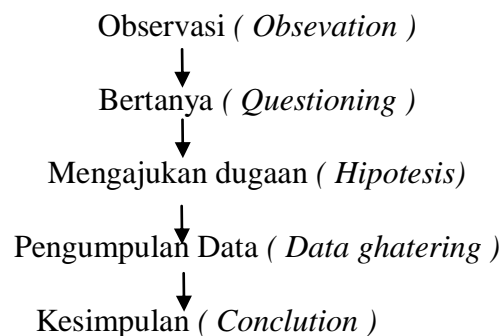 Observasi ( Obsevation )
Bertanya ( Questioning )
Mengajukan dugaan ( Hipotesis)
Pengumpulan Data ( Data ghatering )
Kesimpulan ( Conclution )